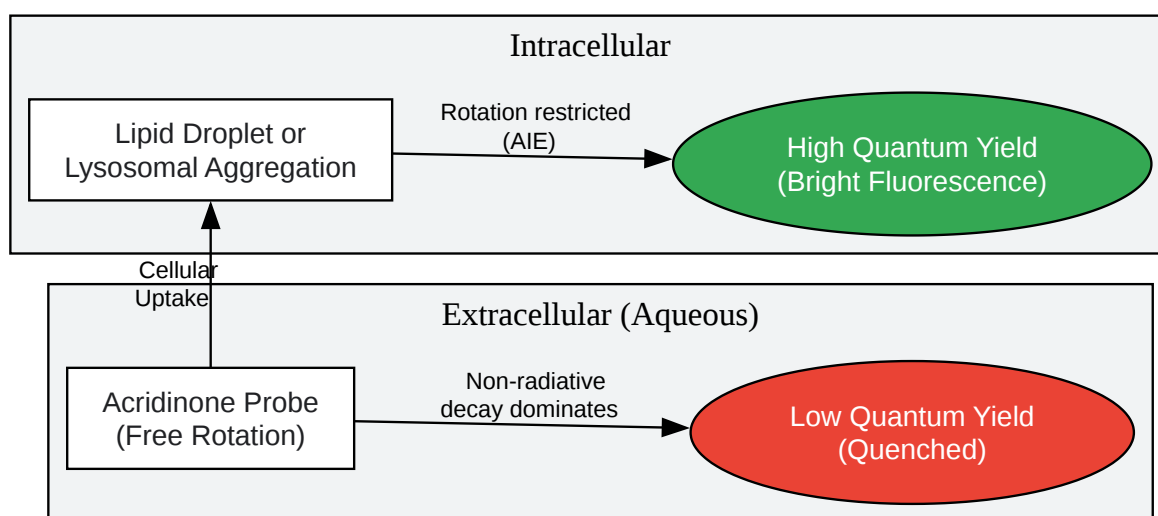 Intracellular
Lipid Droplet or
Lysosomal Aggregation
Rotation restricted
(AIE)
High Quantum Yield
(Bright Fluorescence)
Cellular
Uptake
Extracellular (Aqueous)
Acridinone Probe
(Free Rotation)
Non-radiative
decay dominates
Low Quantum Yield
(Quenched)